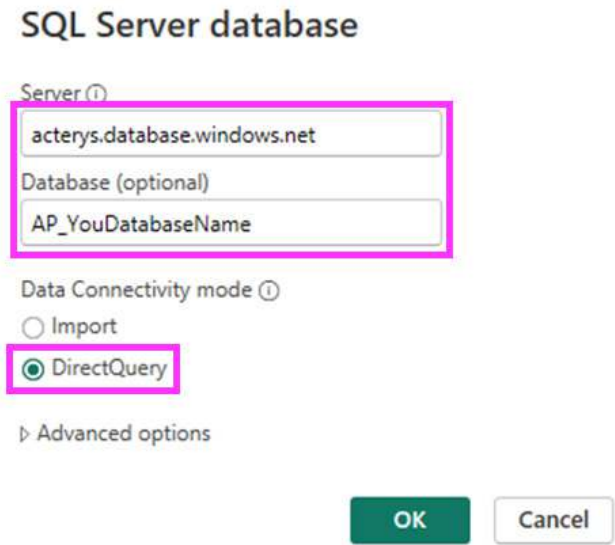 SQL Server database
Server
acterys.database.windows.net
Database (optional)
AP_YouDatabaseName
Data Connectivity mode
Import
DirectQuery
Advanced options
OK Cancel